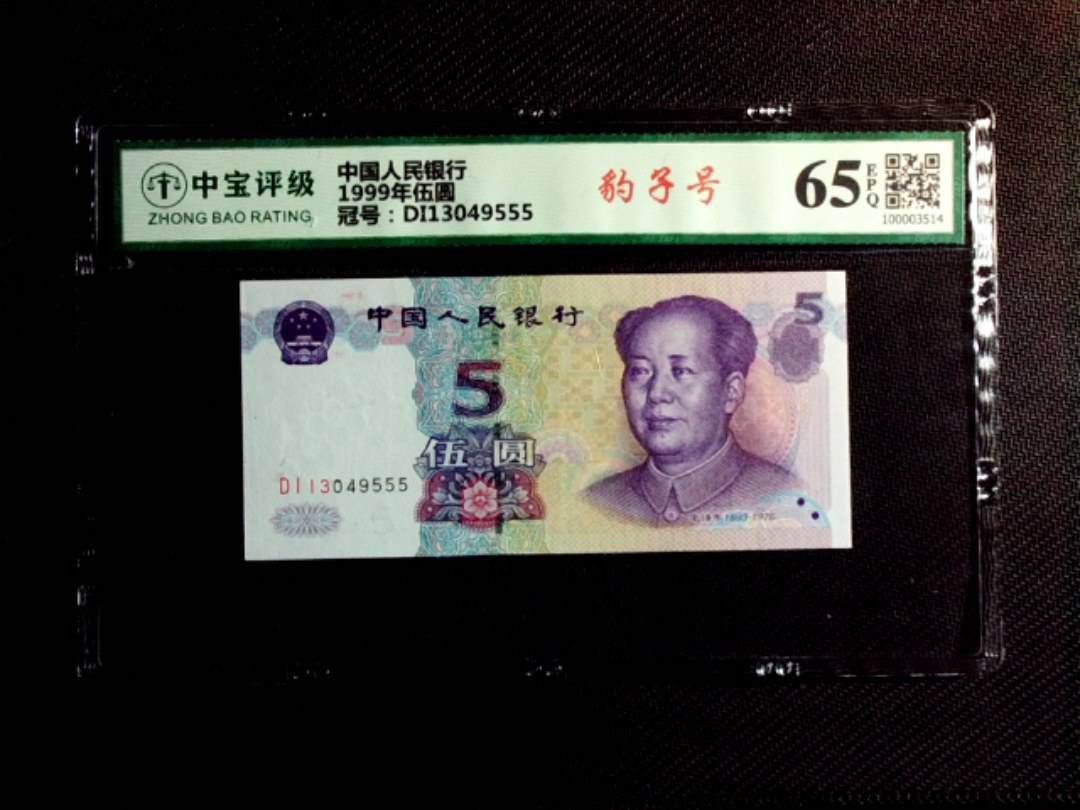 中宝评级
ZHONG BAO RATING
中国人民银行
1999年伍圆
冠号：DI13049555
豹子号
65
EPQ
100003514
中国人民银行
5
5
伍圆
DI13049555
1893-1976